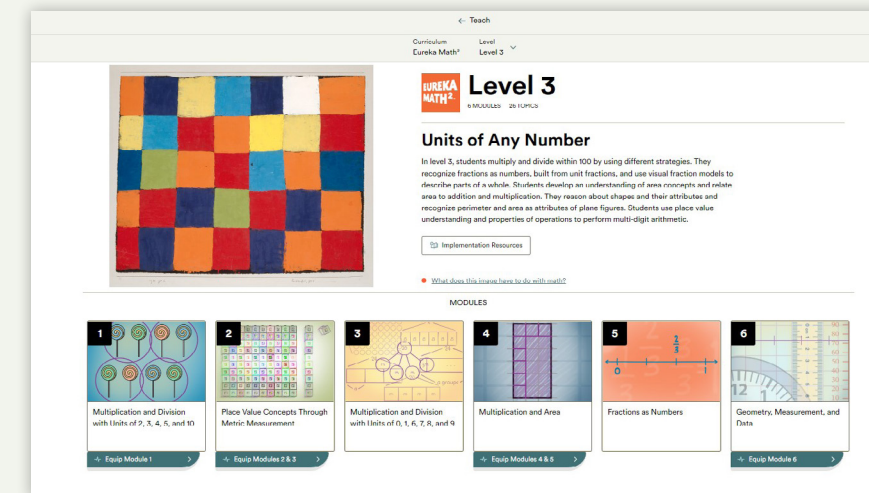 ← Teach
Curriculum
Eureka Math²
Level
Level 3
EUREKA
MATH²
Level 3
6 MODULES 26 TOPICS
Units of Any Number
In level 3, students multiply and divide within 100 by using different strategies. They
recognize fractions as numbers, built from unit fractions, and use visual fraction models to
describe parts of a whole. Students develop an understanding of area concepts and relate
area to addition and multiplication. They reason about shapes and their attributes and
recognize perimeter and area as attributes of plane figures. Students use place value
understanding and properties of operations to perform multi-digit arithmetic.
Implementation Resources
What does this image have to do with math?
MODULES
1
Multiplication and Division
with Units of 2, 3, 4, 5, and 10
Equip Module 1
2
Place Value Concepts Through
Metric Measurement
Equip Modules 2 & 3
3
Multiplication and Division
with Units of 0, 1, 6, 7, 8, and 9
4
Multiplication and Area
Equip Modules 4 & 5
5
2
3
0 1
Fractions as Numbers
6
12
Geometry, Measurement, and
Data
Equip Module 6